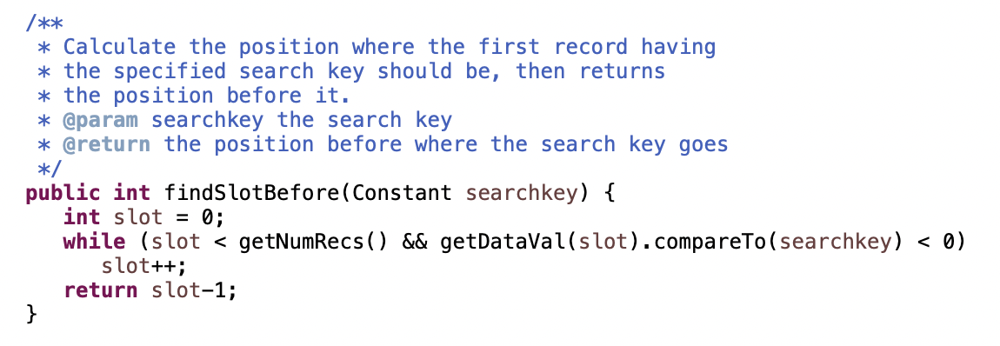 /**
 * Calculate the position where the first record having
 * the specified search key should be, then returns
 * the position before it.
 * @param searchkey the search key
 * @return the position before where the search key goes
 */
public int findSlotBefore(Constant searchkey) {
   int slot = 0;
   while (slot < getNumRecs() && getDataVal(slot).compareTo(searchkey) < 0)
      slot++;
   return slot-1;
}